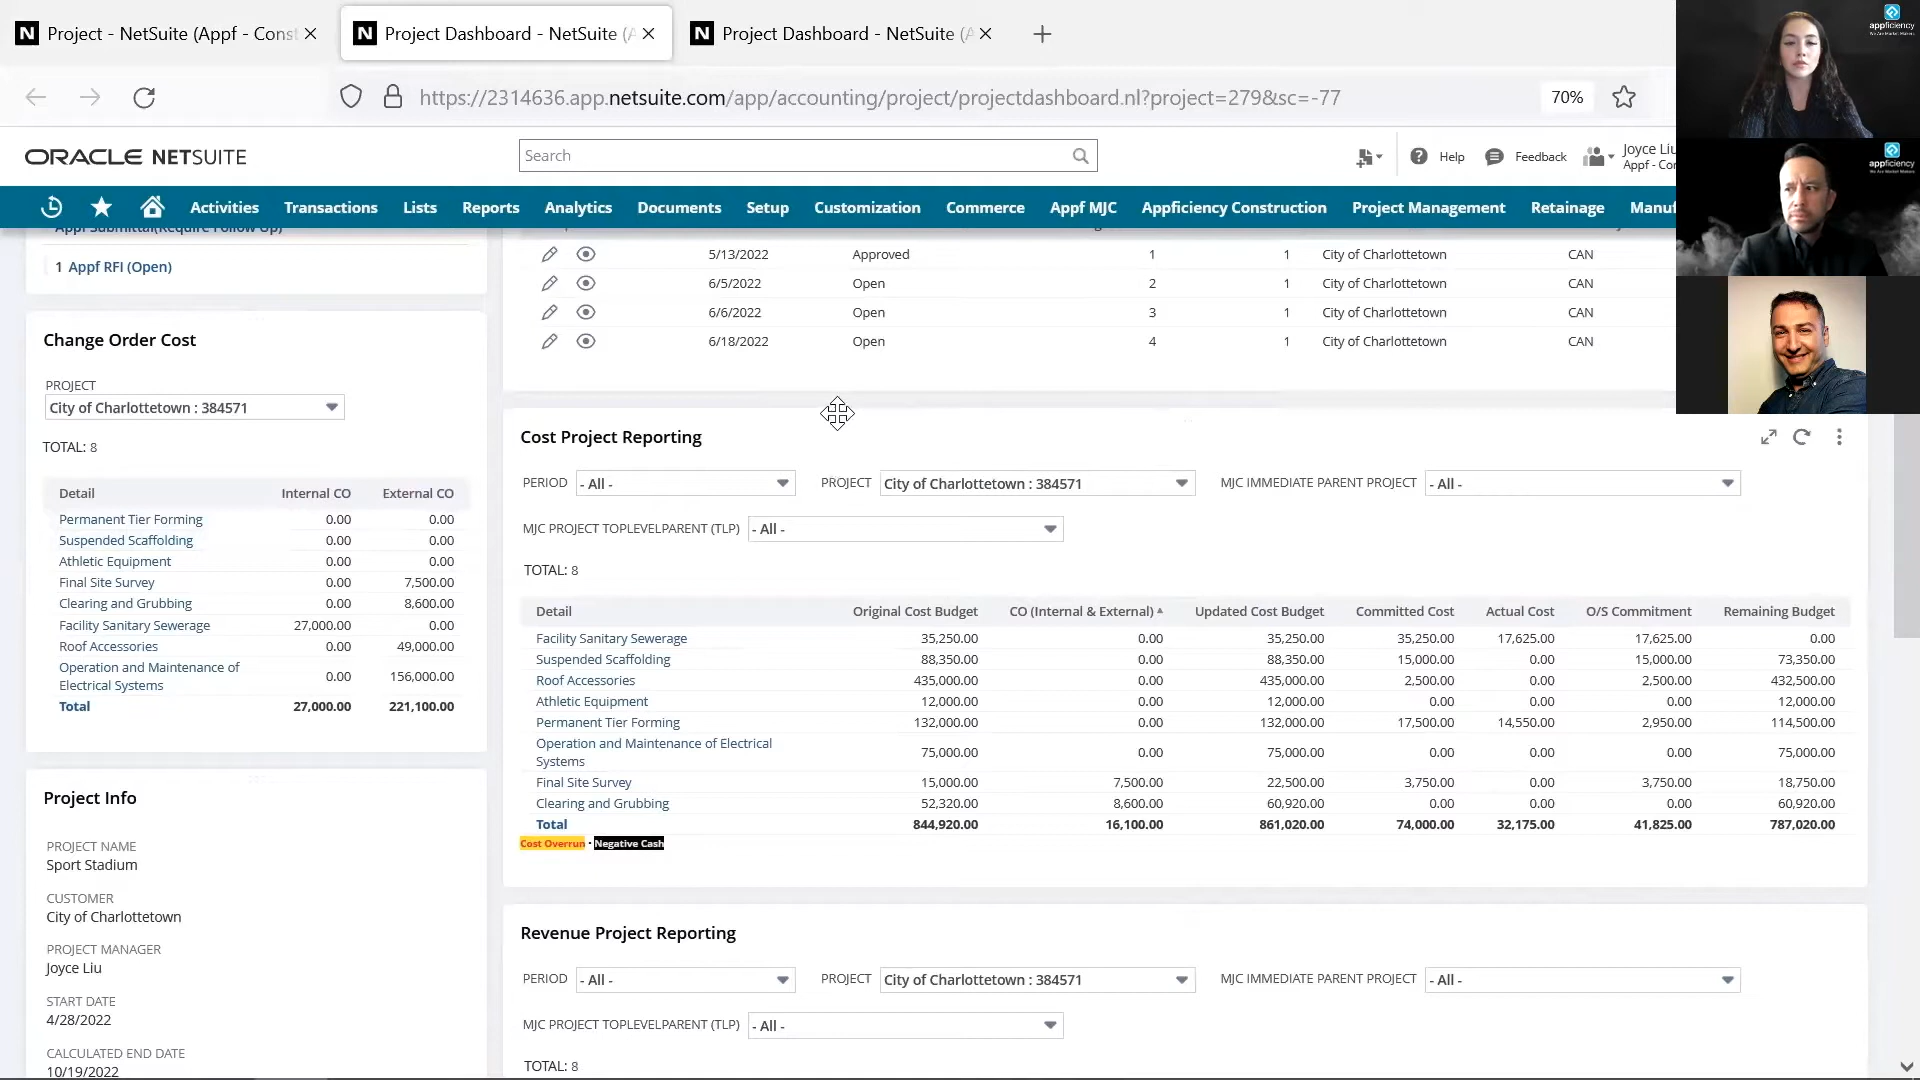 Project - NetSuite (Appf - Const
Project Dashboard - NetSuite (A
Project Dashboard - NetSuite (A
https://2314636.app.netsuite.com/app/accounting/project/projectdashboard.nl?project=279&sc=-77
70%
ORACLE NETSUITE
Search
Help
Feedback
Joyce Liu
Appf - Con
appficiency
We Are Market Makers
appficiency
We Are Market Makers
Activities Transactions Lists Reports Analytics Documents Setup Customization Commerce Appf MJC Appficiency Construction Project Management Retainage Manuf
Appf Submittal(Require Follow Up)
1 Appf RFI (Open)
5/13/2022 Approved 1 1 City of Charlottetown CAN
6/5/2022 Open 2 1 City of Charlottetown CAN
6/6/2022 Open 3 1 City of Charlottetown CAN
6/18/2022 Open 4 1 City of Charlottetown CAN
Change Order Cost
PROJECT
City of Charlottetown : 384571
TOTAL: 8
Detail Internal CO External CO
Permanent Tier Forming 0.00 0.00
Suspended Scaffolding 0.00 0.00
Athletic Equipment 0.00 0.00
Final Site Survey 0.00 7,500.00
Clearing and Grubbing 0.00 8,600.00
Facility Sanitary Sewerage 27,000.00 0.00
Roof Accessories 0.00 49,000.00
Operation and Maintenance of
Electrical Systems 0.00 156,000.00
Total 27,000.00 221,100.00
Project Info
PROJECT NAME
Sport Stadium
CUSTOMER
City of Charlottetown
PROJECT MANAGER
Joyce Liu
START DATE
4/28/2022
CALCULATED END DATE
10/19/2022
Cost Project Reporting
PERIOD - All - PROJECT City of Charlottetown : 384571 MJC IMMEDIATE PARENT PROJECT - All -
MJC PROJECT TOPLEVELPARENT (TLP) - All -
TOTAL: 8
Detail Original Cost Budget CO (Internal & External) Updated Cost Budget Committed Cost Actual Cost O/S Commitment Remaining Budget
Facility Sanitary Sewerage 35,250.00 0.00 35,250.00 35,250.00 17,625.00 17,625.00 0.00
Suspended Scaffolding 88,350.00 0.00 88,350.00 15,000.00 0.00 15,000.00 73,350.00
Roof Accessories 435,000.00 0.00 435,000.00 2,500.00 0.00 2,500.00 432,500.00
Athletic Equipment 12,000.00 0.00 12,000.00 0.00 0.00 0.00 12,000.00
Permanent Tier Forming 132,000.00 0.00 132,000.00 17,500.00 14,550.00 2,950.00 114,500.00
Operation and Maintenance of Electrical
Systems 75,000.00 0.00 75,000.00 0.00 0.00 0.00 75,000.00
Final Site Survey 15,000.00 7,500.00 22,500.00 3,750.00 0.00 3,750.00 18,750.00
Clearing and Grubbing 52,320.00 8,600.00 60,920.00 0.00 0.00 0.00 60,920.00
Total 844,920.00 16,100.00 861,020.00 74,000.00 32,175.00 41,825.00 787,020.00
Cost Overrun · Negative Cash
Revenue Project Reporting
PERIOD - All - PROJECT City of Charlottetown : 384571 MJC IMMEDIATE PARENT PROJECT - All -
MJC PROJECT TOPLEVELPARENT (TLP) - All -
TOTAL: 8